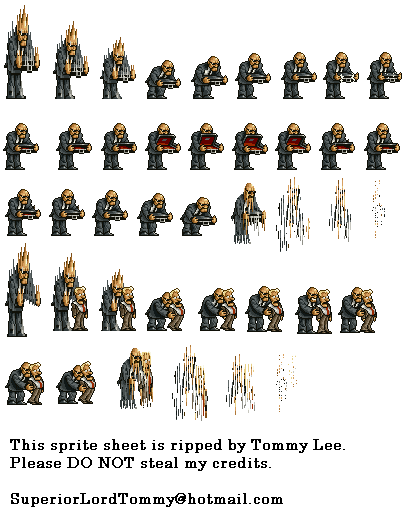 This sprite sheet is ripped by Tommy Lee.
Please DO NOT steal my credits.
SuperiorLordTommy@hotmail.com